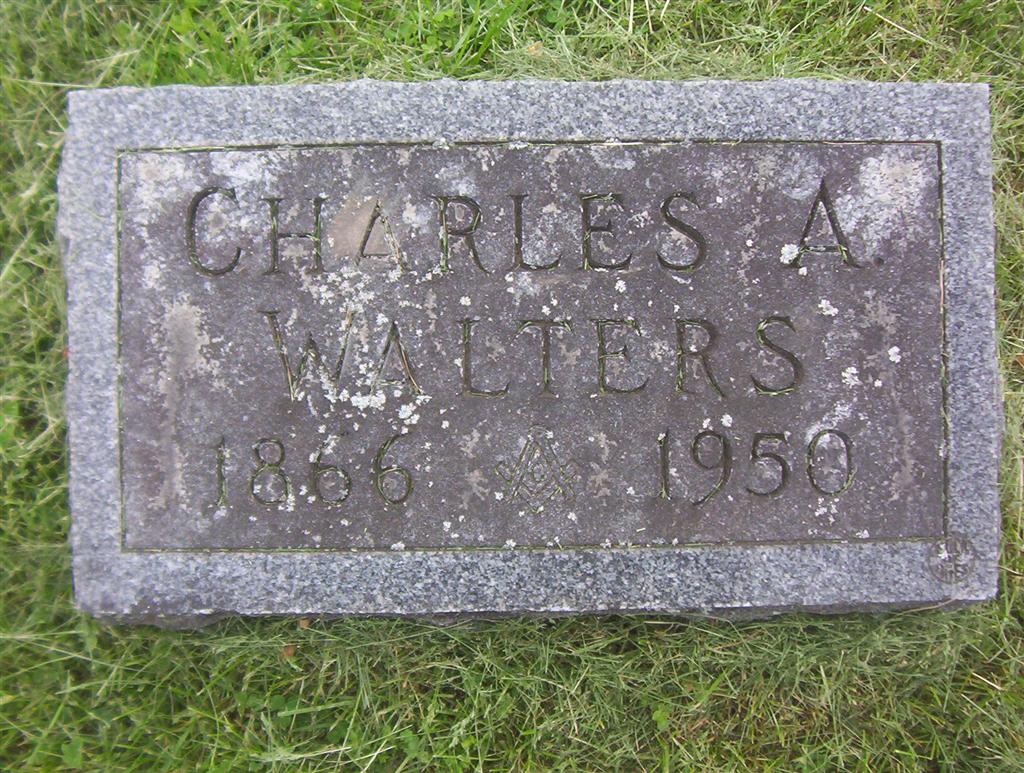 CHARLES A.
WALTERS
1866 1950